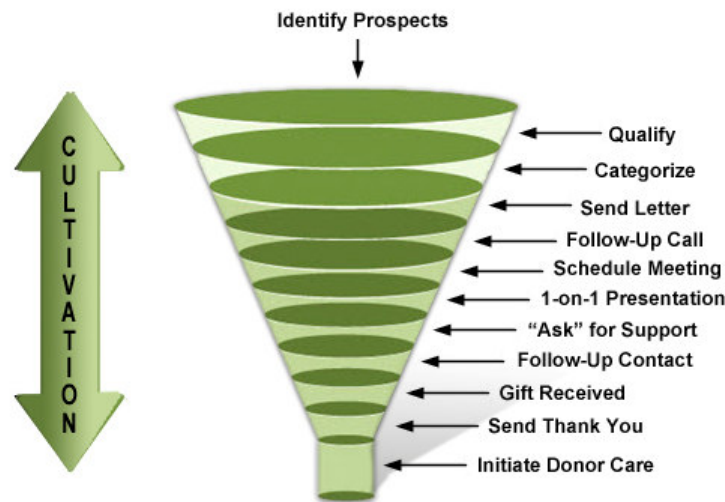 Identify Prospects
CULTIVATION
Qualify
Categorize
Send Letter
Follow-Up Call
Schedule Meeting
1-on-1 Presentation
“Ask” for Support
Follow-Up Contact
Gift Received
Send Thank You
Initiate Donor Care